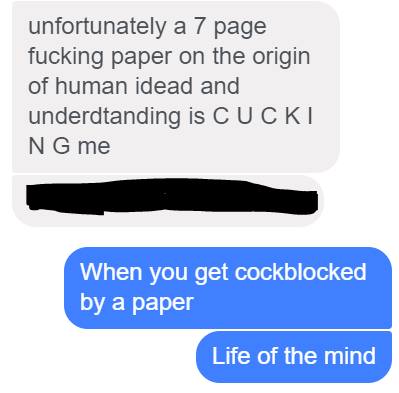 unfortunately a 7 page
fucking paper on the origin
of human idead and
underdtanding is C U C K I
N G me
When you get cockblocked
by a paper
Life of the mind